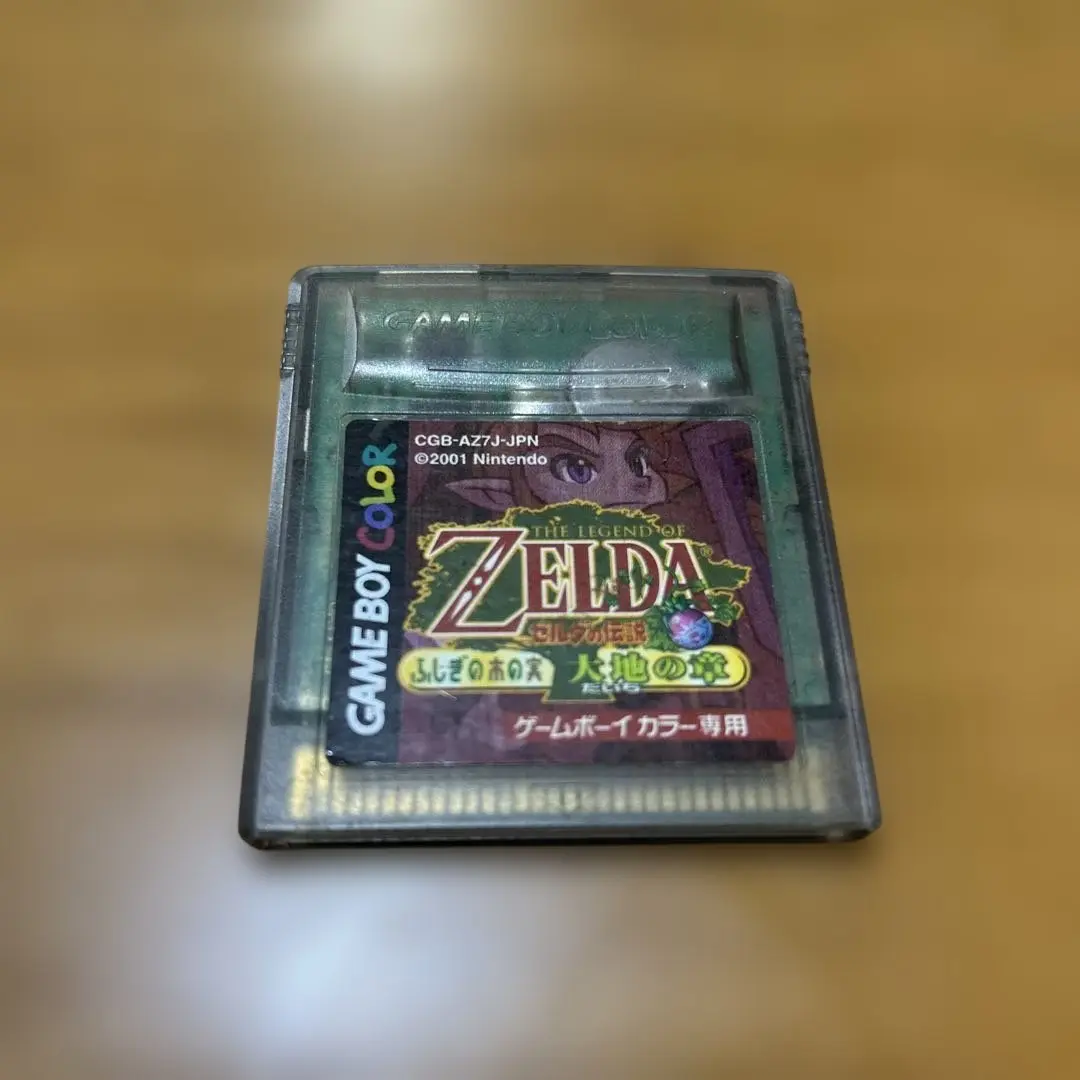 GAME BOY COLOR
CGB-AZ7J-JPN
©2001 Nintendo
GAME BOY COLOR
THE LEGEND OF
ZELDA®
ゼルダの伝説
ふしぎの木の実 大地の章
だいち
ゲームボーイ カラー専用